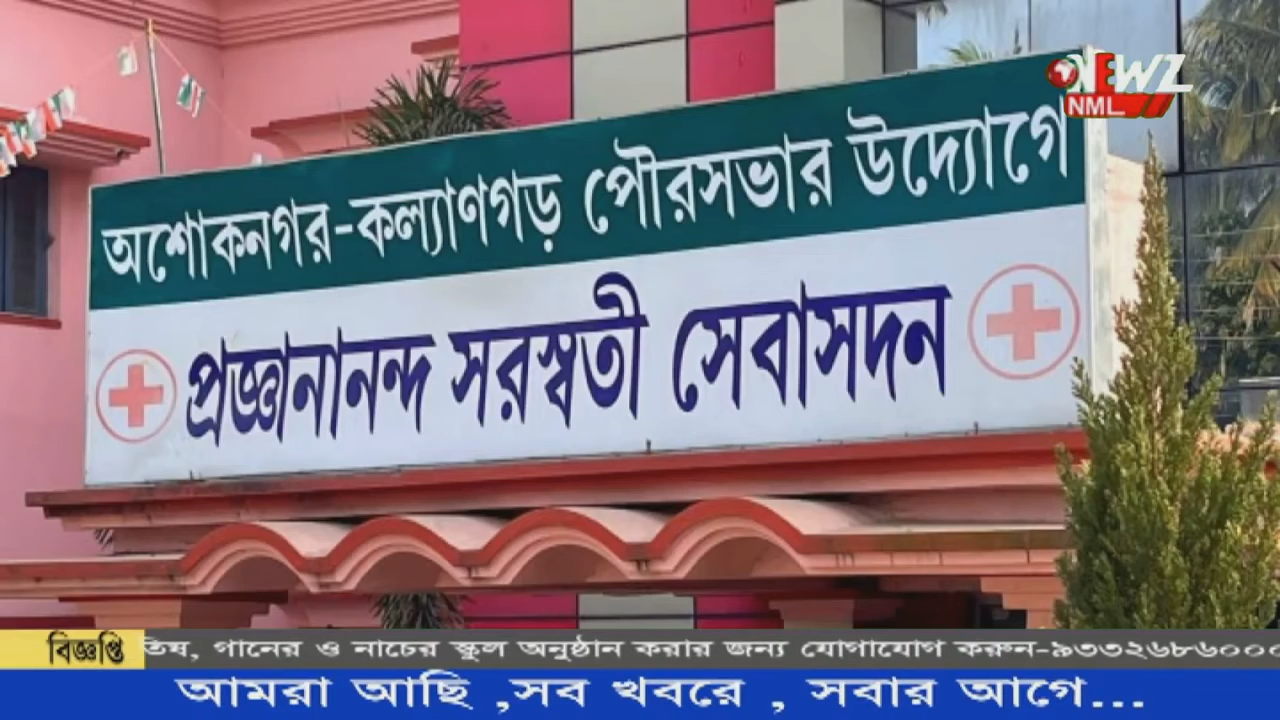 NEWZ
NML
অশোকনগর-কল্যাণগড় পৌরসভার উদ্যোগে
প্রজ্ঞানানন্দ সরস্বতী সেবাসদন
বিজ্ঞপ্তি
তিষ, গানের ও নাচের স্কুল অনুষ্ঠান করার জন্য যোগাযোগ করুন-৯৩৩২৬৮৬০০০
আমরা আছি ,সব খবরে , সবার আগে...